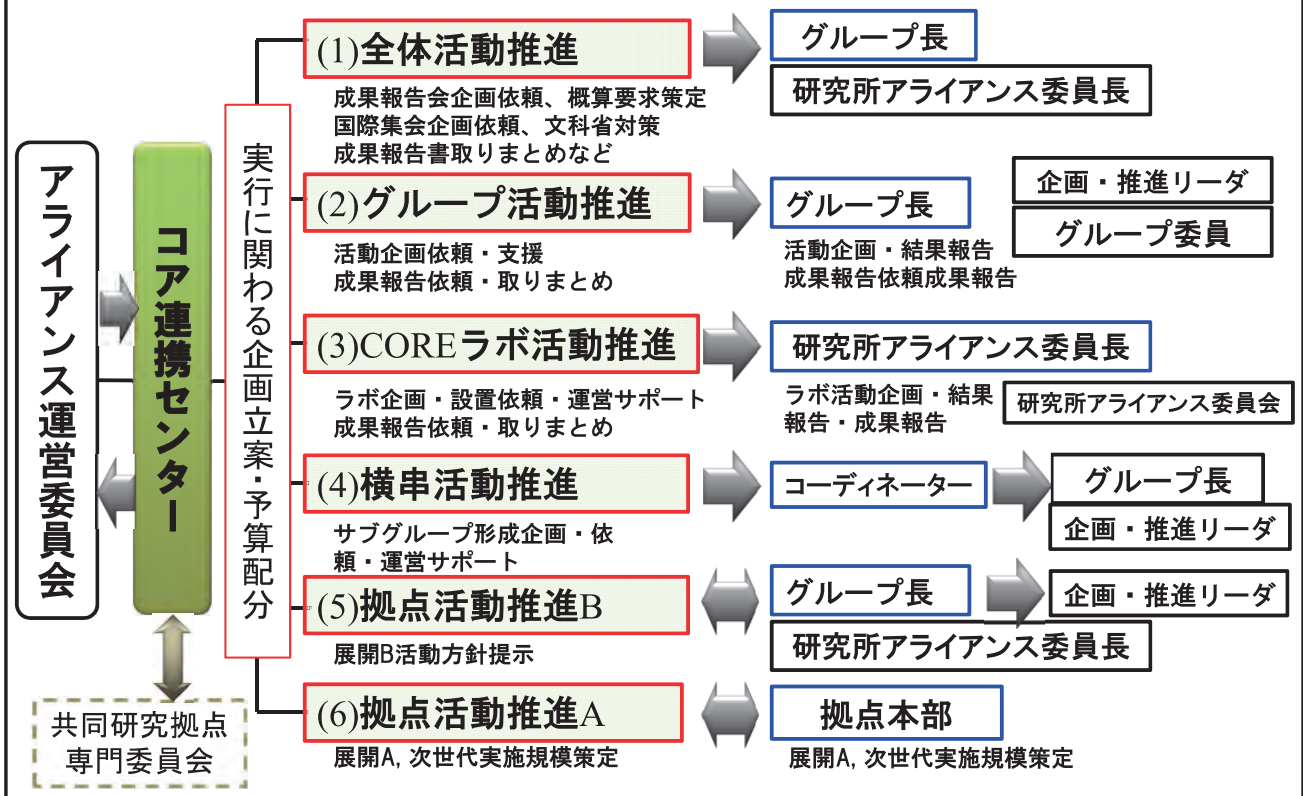 アライアンス運営委員会
コア連携センター
共同研究拠点
専門委員会
実行に関わる企画立案・予算配分
(1)全体活動推進
成果報告会企画依頼、概算要求策定
国際集会企画依頼、文科省対策
成果報告書取りまとめなど
グループ長
研究所アライアンス委員長
(2)グループ活動推進
活動企画依頼・支援
成果報告依頼・取りまとめ
グループ長
活動企画・結果報告
成果報告依頼成果報告
企画・推進リーダ
グループ委員
(3)COREラボ活動推進
ラボ企画・設置依頼・運営サポート
成果報告依頼・取りまとめ
研究所アライアンス委員長
ラボ活動企画・結果
報告・成果報告
研究所アライアンス委員会
(4)横串活動推進
サブグループ形成企画・依
頼・運営サポート
コーディネーター
グループ長
企画・推進リーダ
(5)拠点活動推進B
展開B活動方針提示
グループ長
研究所アライアンス委員長
企画・推進リーダ
(6)拠点活動推進A
展開A, 次世代実施規模策定
拠点本部
展開A, 次世代実施規模策定